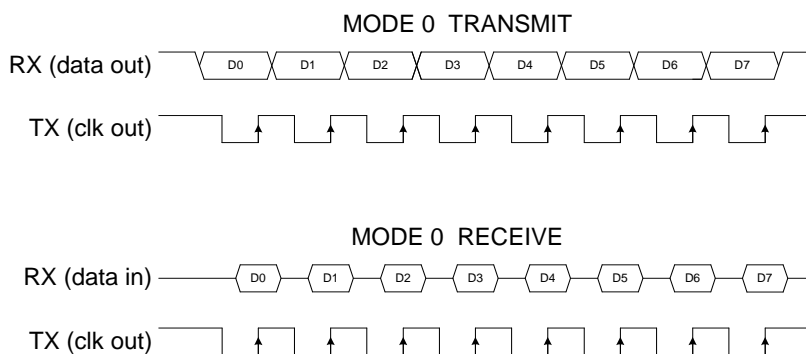 MODE 0 TRANSMIT
RX (data out) D0 D1 D2 D3 D4 D5 D6 D7
TX (clk out)
MODE 0 RECEIVE
RX (data in) D0 D1 D2 D3 D4 D5 D6 D7
TX (clk out)